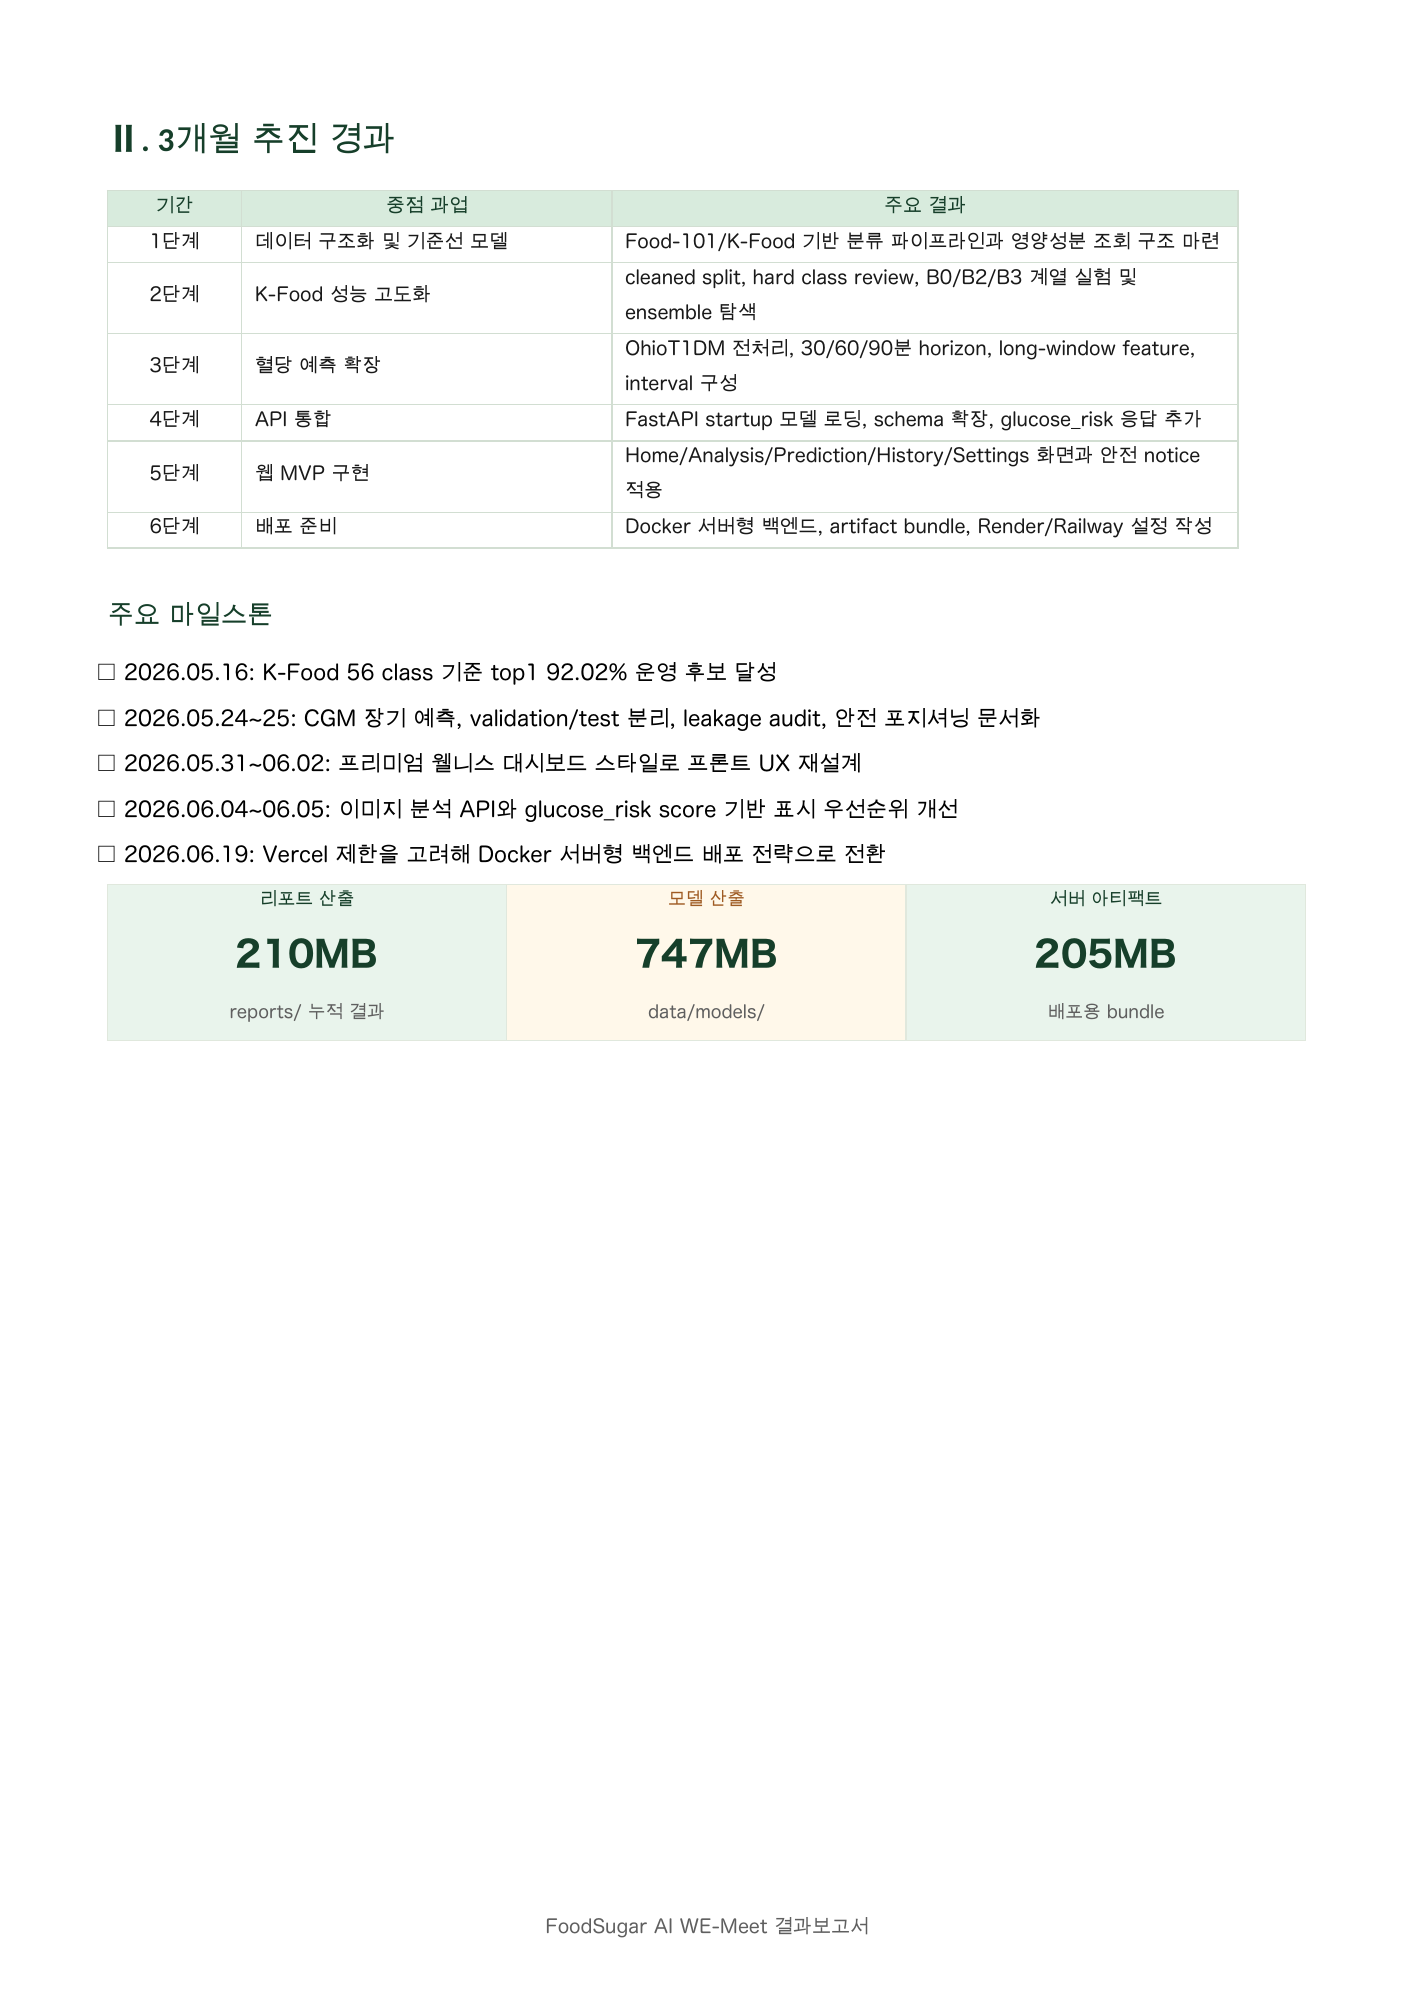 Ⅱ. 3개월 추진 경과
기간 중점 과업 주요 결과
1단계 데이터 구조화 및 기준선 모델 Food-101/K-Food 기반 분류 파이프라인과 영양성분 조회 구조 마련
2단계 K-Food 성능 고도화 cleaned split, hard class review, B0/B2/B3 계열 실험 및
ensemble 탐색
3단계 혈당 예측 확장 OhioT1DM 전처리, 30/60/90분 horizon, long-window feature,
interval 구성
4단계 API 통합 FastAPI startup 모델 로딩, schema 확장, glucose_risk 응답 추가
5단계 웹 MVP 구현 Home/Analysis/Prediction/History/Settings 화면과 안전 notice
적용
6단계 배포 준비 Docker 서버형 백엔드, artifact bundle, Render/Railway 설정 작성
주요 마일스톤
□ 2026.05.16: K-Food 56 class 기준 top1 92.02% 운영 후보 달성
□ 2026.05.24~25: CGM 장기 예측, validation/test 분리, leakage audit, 안전 포지셔닝 문서화
□ 2026.05.31~06.02: 프리미엄 웰니스 대시보드 스타일로 프론트 UX 재설계
□ 2026.06.04~06.05: 이미지 분석 API와 glucose_risk score 기반 표시 우선순위 개선
□ 2026.06.19: Vercel 제한을 고려해 Docker 서버형 백엔드 배포 전략으로 전환
리포트 산출 모델 산출 서버 아티팩트
210MB 747MB 205MB
reports/ 누적 결과 data/models/ 배포용 bundle
FoodSugar AI WE-Meet 결과보고서